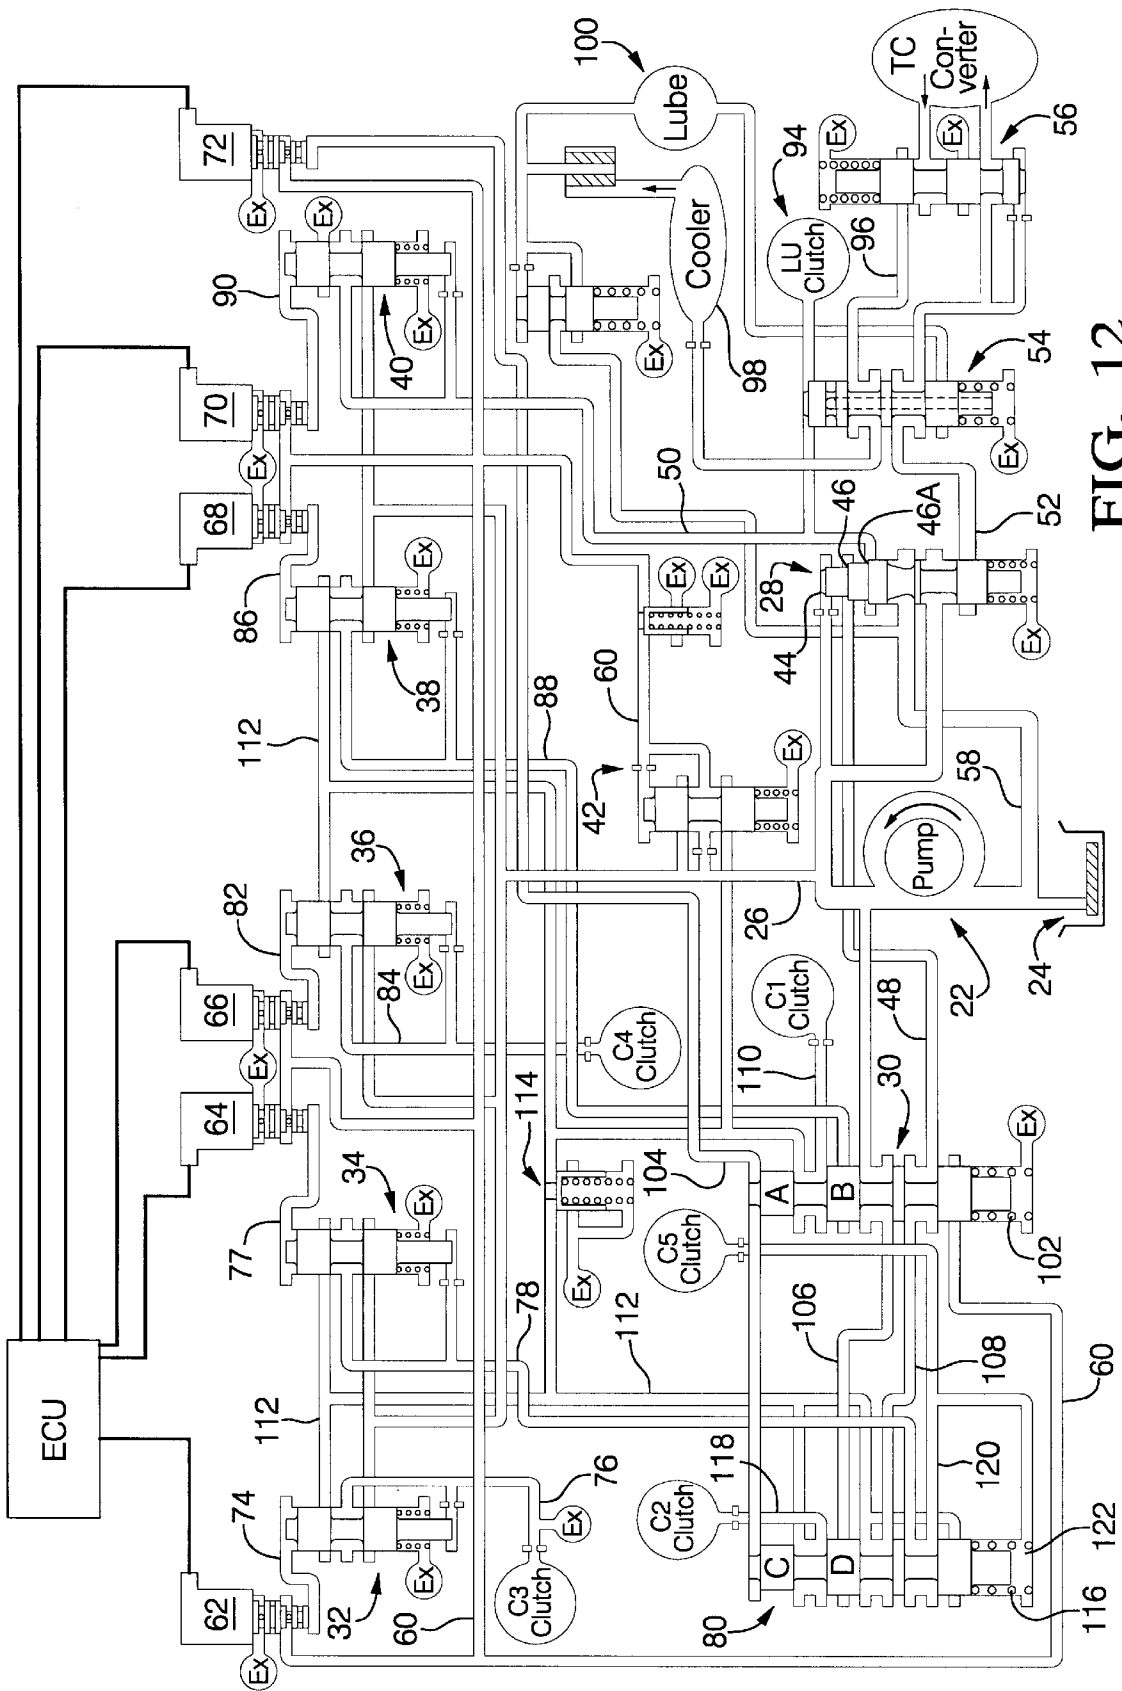 ECU
62
64
66
68
70
72
Ex
Ex
Ex
Ex
74
77
82
86
90
112
112
32
34
36
38
40
Ex
Ex
Ex
Ex
Ex
Ex
60
76
Ex
C3
Clutch
78
84
114
Ex
112
C4
Clutch
88
42
60
Ex
Ex
Ex
50
Ex
Lube
100
Cooler
98
LU
Clutch
94
96
Ex
Ex
TC
Con-
verter
56
54
Ex
C2
Clutch
118
C5
Clutch
104
106
C1
Clutch
110
26
44
28
46
46A
52
Ex
C
D
A
B
80
30
48
22
24
Pump
58
108
120
116
122
102
Ex
60
FIG. 12